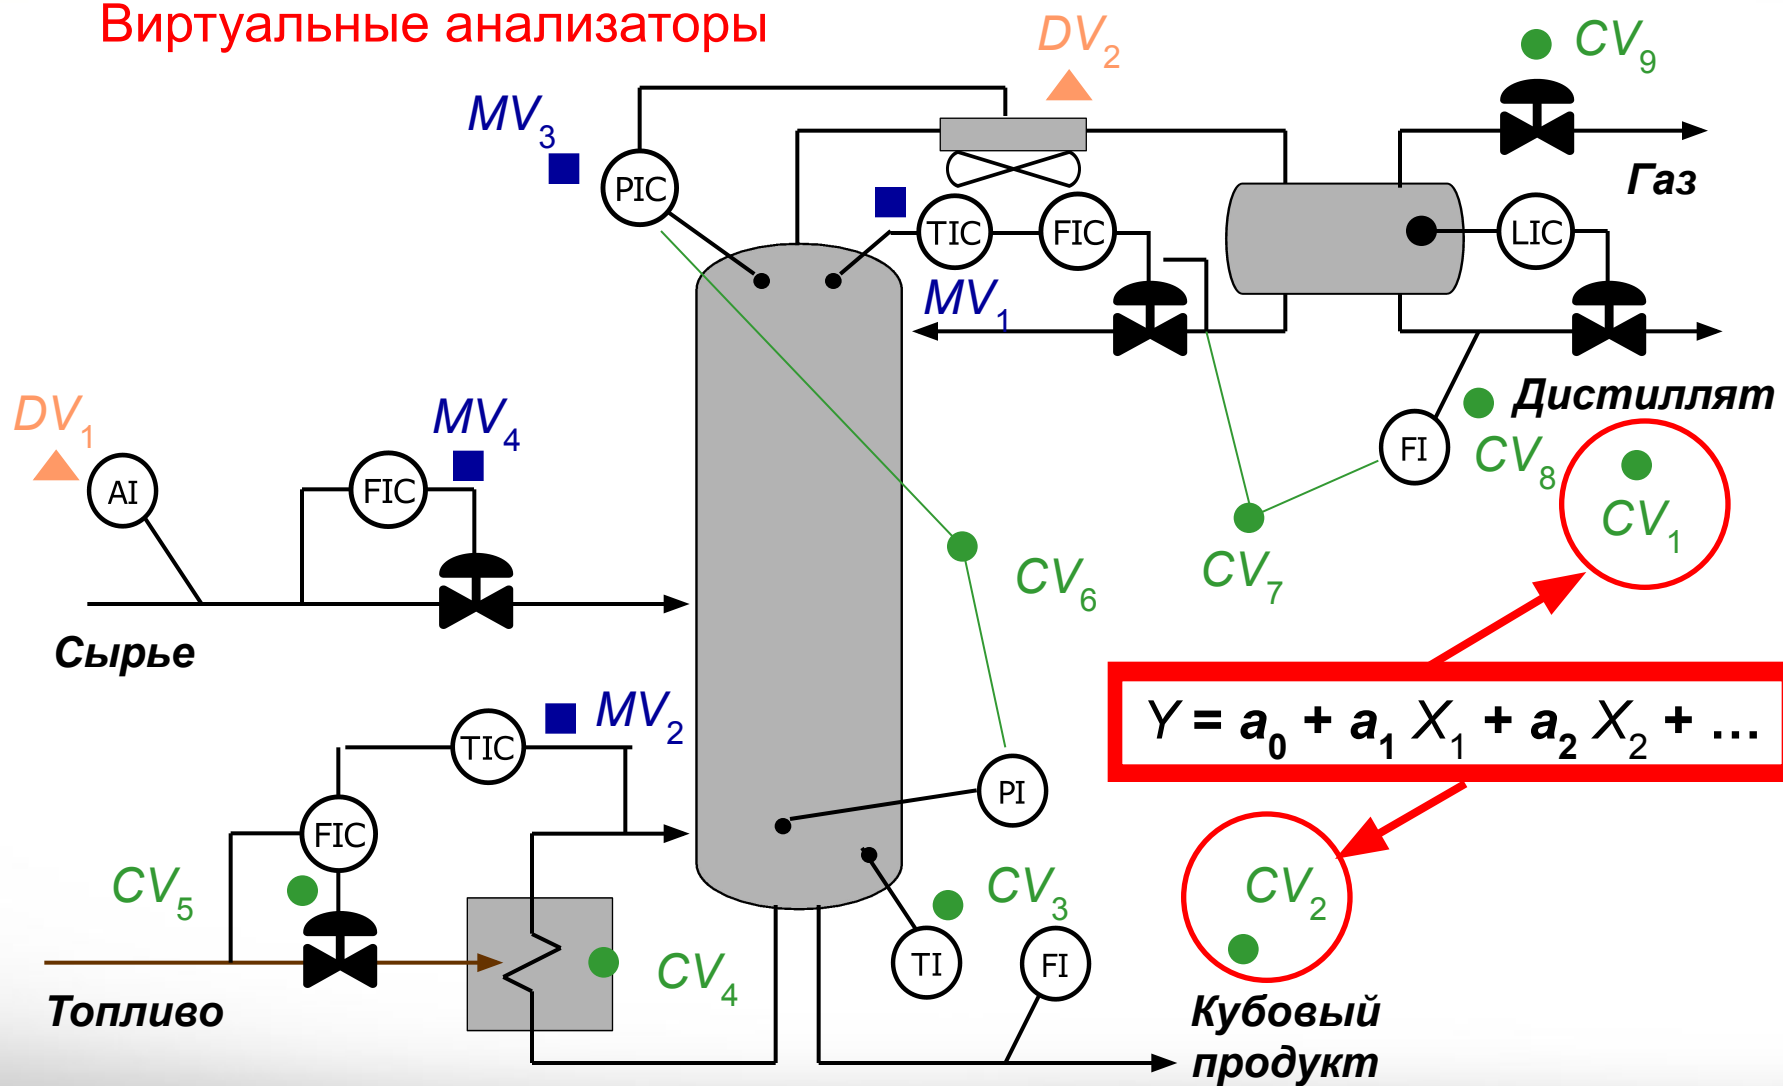 Виртуальные анализаторы
DV2
CV9
MV3
PIC
Газ
TIC
FIC
LIC
MV1
DV1
MV4
Дистиллят
AI
FIC
FI
CV8
CV1
CV6
CV7
Сырье
MV2
Y = a0 + a1 X1 + a2 X2 + ...
TIC
PI
FIC
CV5
CV3
CV2
TI
FI
CV4
Топливо
Кубовый
продукт